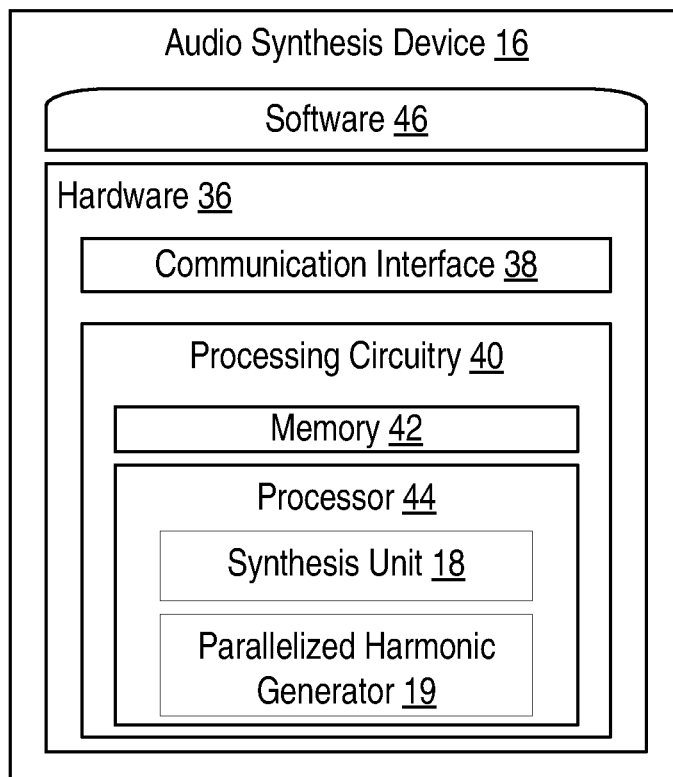 Audio Synthesis Device 16
Software 46
Hardware 36
Communication Interface 38
Processing Circuitry 40
Memory 42
Processor 44
Synthesis Unit 18
Parallelized Harmonic
Generator 19